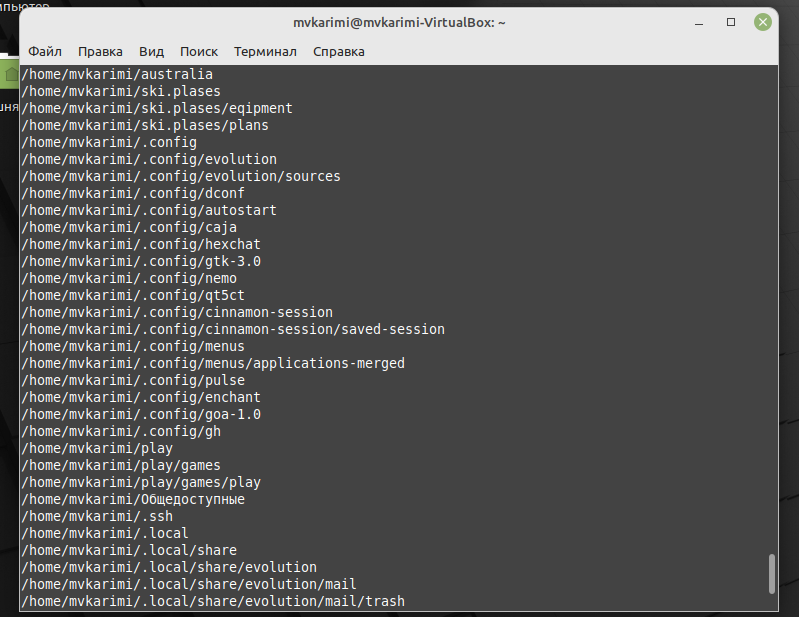 mvkarimi@mvkarimi-VirtualBox: ~
Файл Правка Вид Поиск Терминал Справка
/home/mvkarimi/australia
/home/mvkarimi/ski.plases
/home/mvkarimi/ski.plases/eqipment
/home/mvkarimi/ski.plases/plans
/home/mvkarimi/.config
/home/mvkarimi/.config/evolution
/home/mvkarimi/.config/evolution/sources
/home/mvkarimi/.config/dconf
/home/mvkarimi/.config/autostart
/home/mvkarimi/.config/caja
/home/mvkarimi/.config/hexchat
/home/mvkarimi/.config/gtk-3.0
/home/mvkarimi/.config/nemo
/home/mvkarimi/.config/qt5ct
/home/mvkarimi/.config/cinnamon-session
/home/mvkarimi/.config/cinnamon-session/saved-session
/home/mvkarimi/.config/menus
/home/mvkarimi/.config/menus/applications-merged
/home/mvkarimi/.config/pulse
/home/mvkarimi/.config/enchant
/home/mvkarimi/.config/goa-1.0
/home/mvkarimi/.config/gh
/home/mvkarimi/play
/home/mvkarimi/play/games
/home/mvkarimi/play/games/play
/home/mvkarimi/Общедоступные
/home/mvkarimi/.ssh
/home/mvkarimi/.local
/home/mvkarimi/.local/share
/home/mvkarimi/.local/share/evolution
/home/mvkarimi/.local/share/evolution/mail
/home/mvkarimi/.local/share/evolution/mail/trash